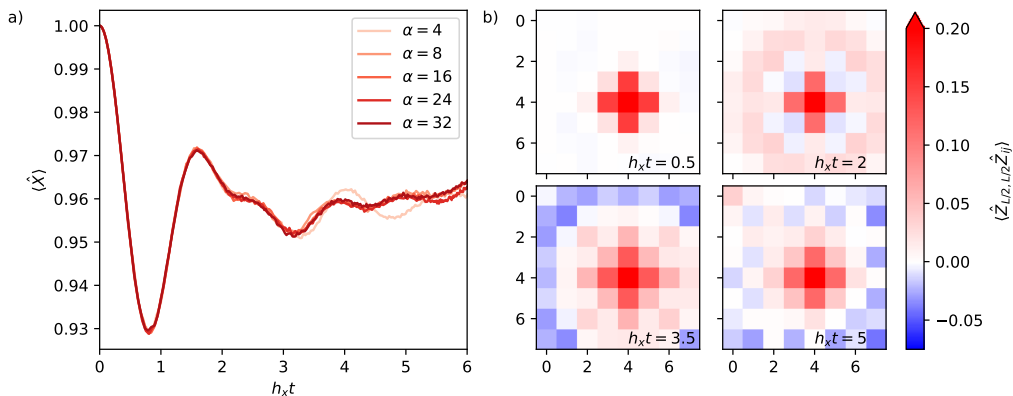 a)
⟨X̂⟩
1.00
0.99
0.97
0.96
0.95
0.94
0.93
0
1
2
3
4
5
6
hₓt
α = 4
α = 8
α = 16
α = 24
α = 32
b)
0
2
4
6
hₓt = 0.5
hₓt = 2
0
2
4
6
0
2
4
6
hₓt = 3.5
0
2
4
6
hₓt = 5
0.20
0.15
0.10
0.05
0.00
−0.05
⟨Ẑ_{L/2, L/2}Ẑ_{ij}⟩